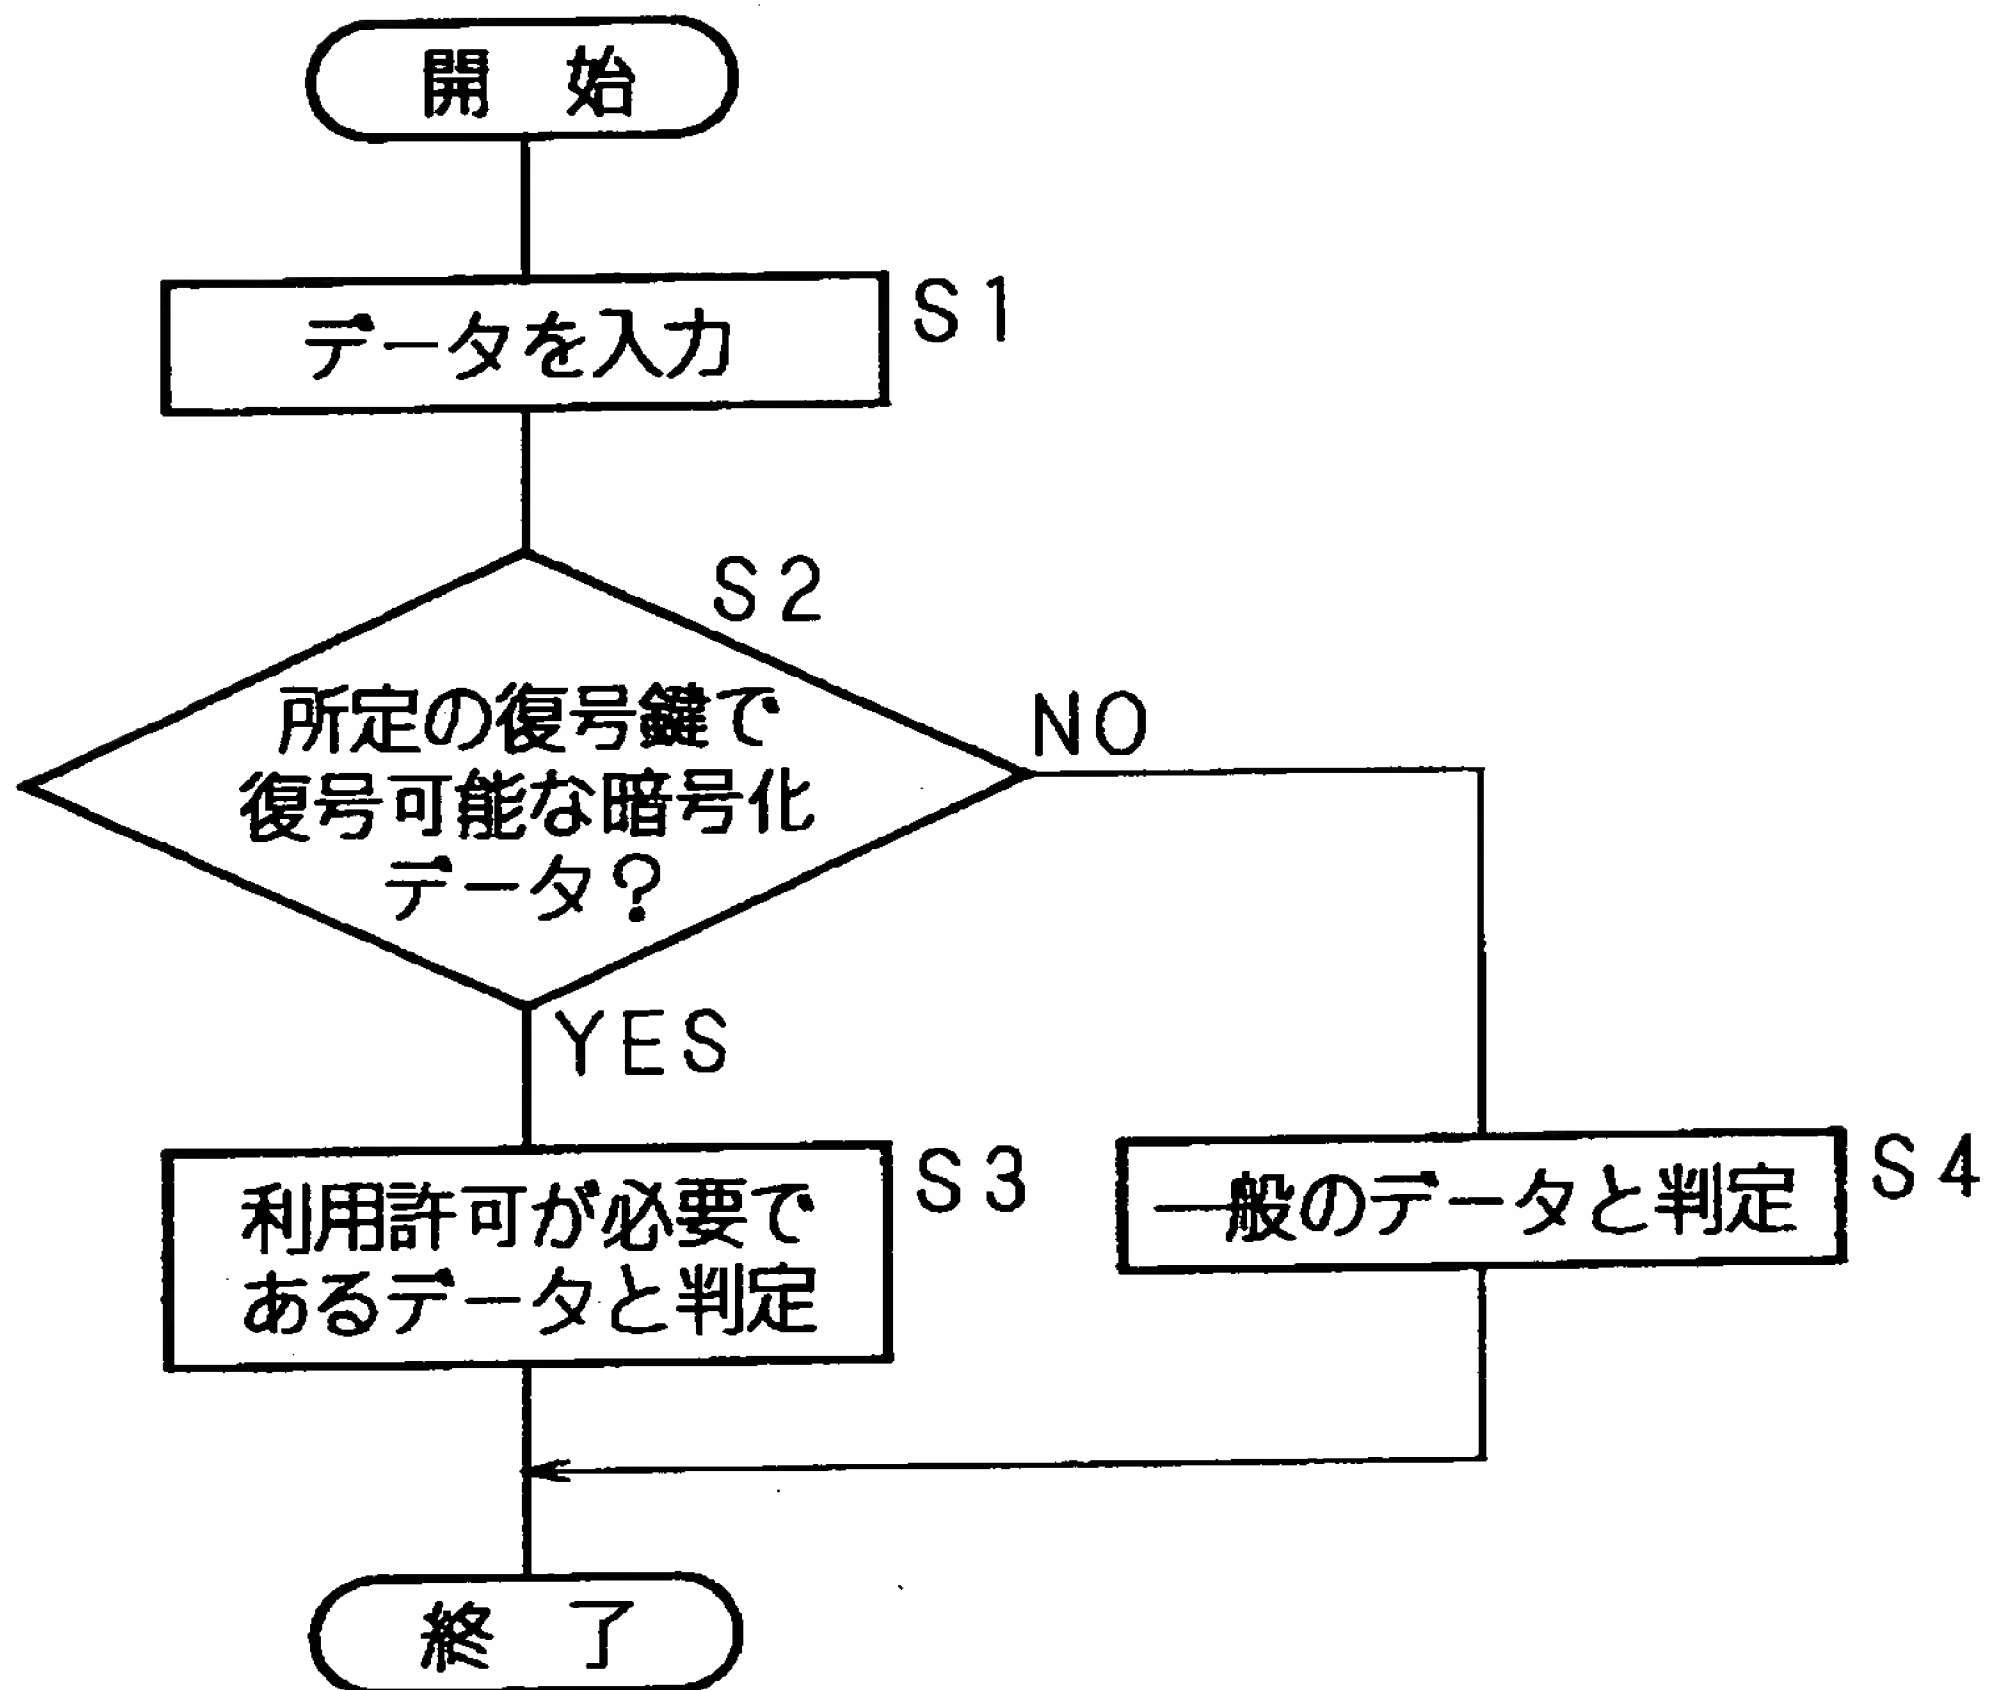 開 始
データを入力
S1
S2
所定の復号鍵で
復号可能な暗号化
データ?
NO
YES
利用許可が必要で
あるデータと判定
S3
一般のデータと判定
S4
終 了